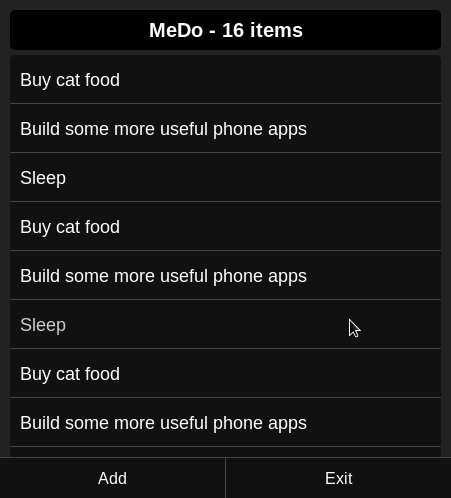 MeDo - 16 items
Buy cat food
Build some more useful phone apps
Sleep
Buy cat food
Build some more useful phone apps
Sleep
Buy cat food
Build some more useful phone apps
Add Exit